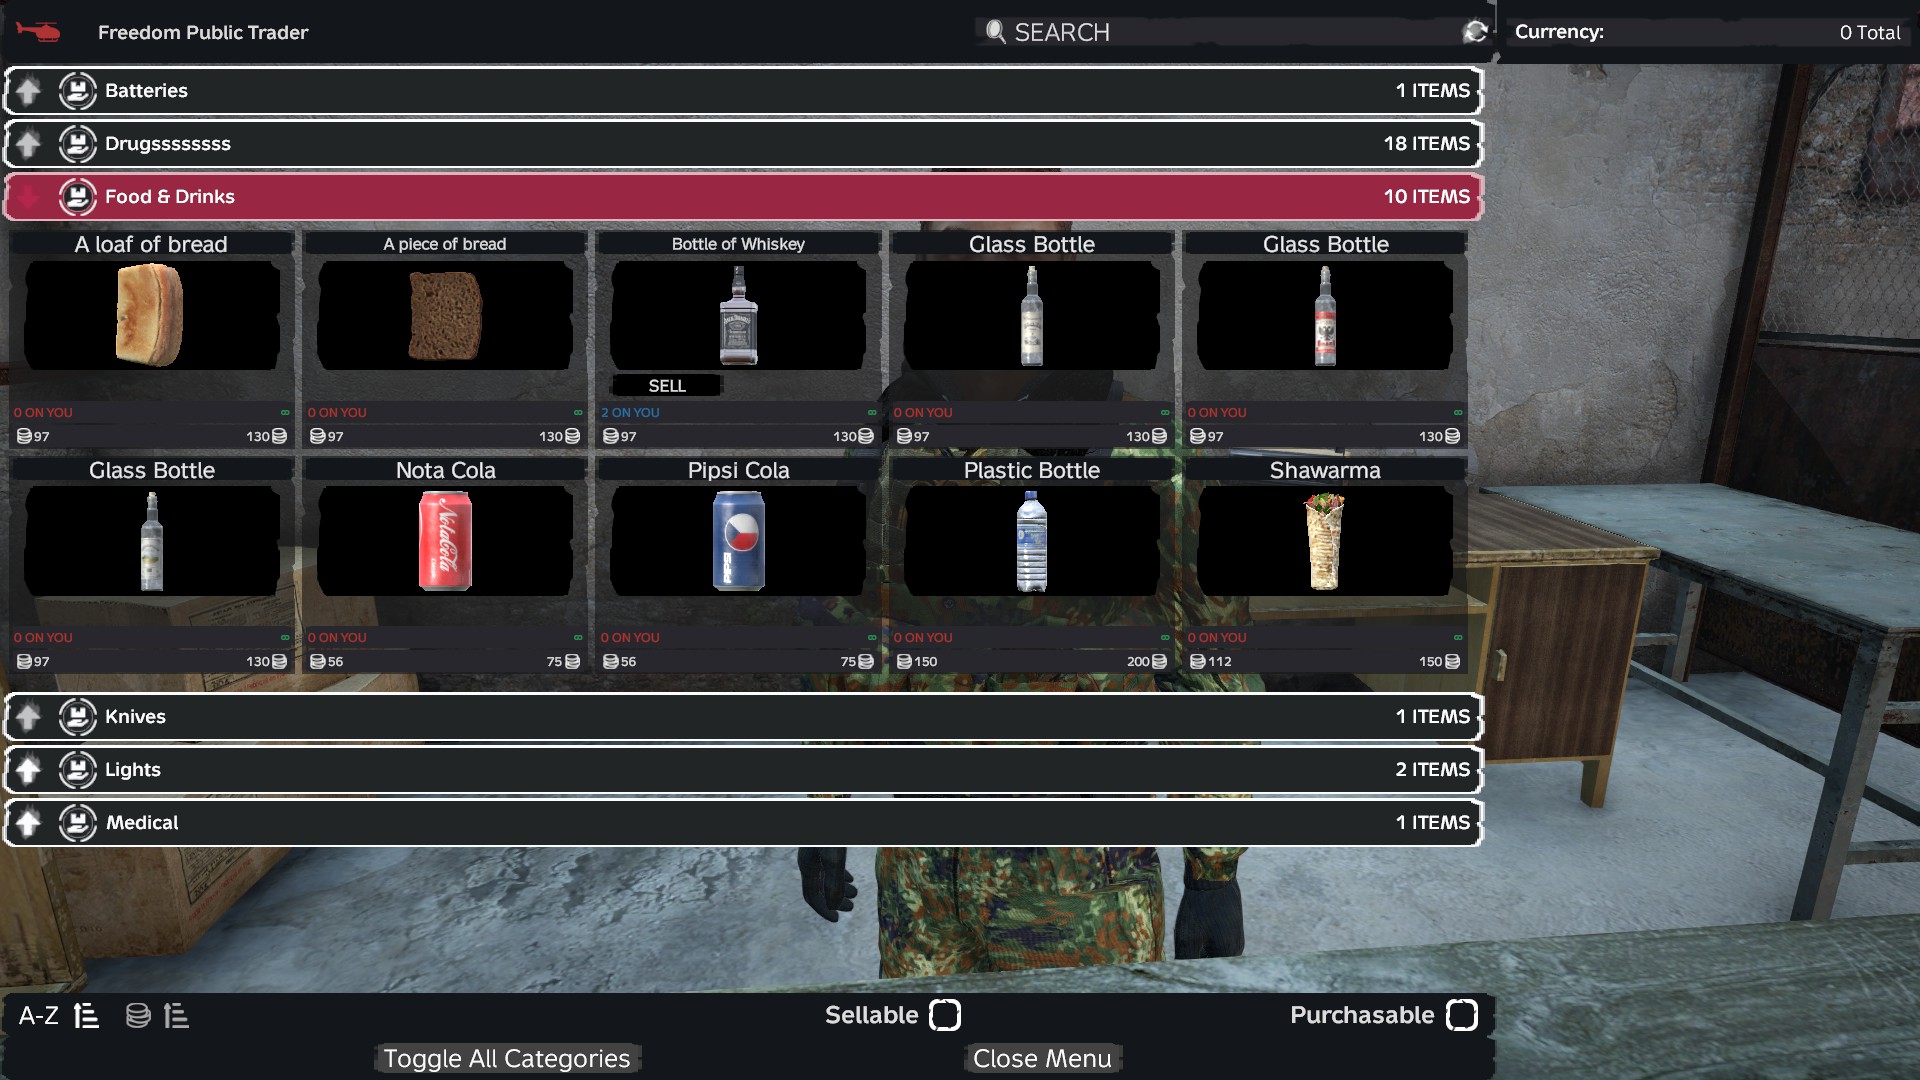 Freedom Public Trader
SEARCH
Currency:
0 Total
Batteries
1 ITEMS
Drugssssssss
18 ITEMS
Food & Drinks
10 ITEMS
A loaf of bread
A piece of bread
Bottle of Whiskey
Glass Bottle
Glass Bottle
SELL
0 ON YOU
∞
0 ON YOU
∞
2 ON YOU
∞
0 ON YOU
∞
0 ON YOU
∞
97
130
97
130
97
130
97
130
97
130
Glass Bottle
Nota Cola
Pipsi Cola
Plastic Bottle
Shawarma
NotaCola
PIPSI
0 ON YOU
∞
0 ON YOU
∞
0 ON YOU
∞
0 ON YOU
∞
0 ON YOU
∞
97
130
56
75
56
75
150
200
112
150
Knives
1 ITEMS
Lights
2 ITEMS
Medical
1 ITEMS
A-Z
Sellable
Purchasable
Toggle All Categories
Close Menu